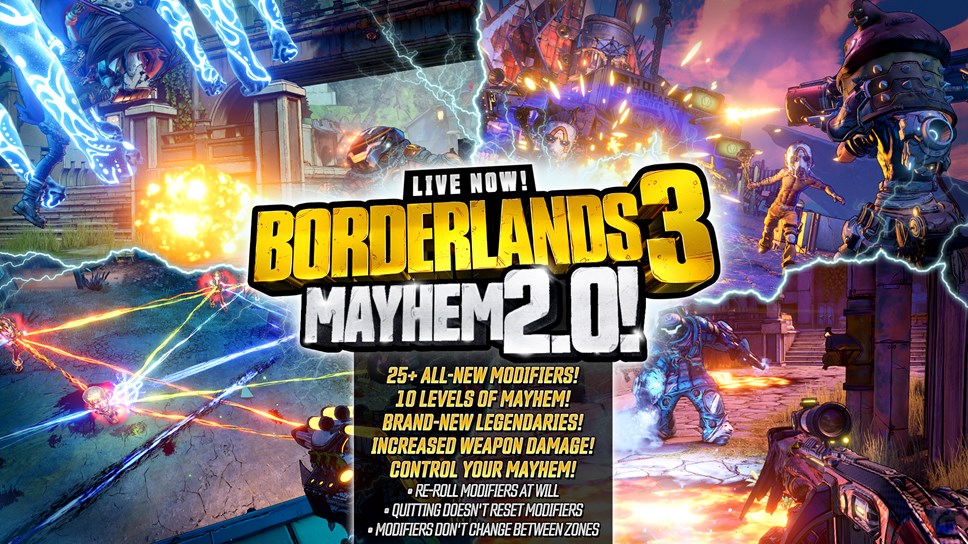 LIVE NOW!
BORDERLANDS 3
MAYHEM 2.0!
25+ ALL-NEW MODIFIERS!
10 LEVELS OF MAYHEM!
BRAND-NEW LEGENDARIES!
INCREASED WEAPON DAMAGE!
CONTROL YOUR MAYHEM!
• RE-ROLL MODIFIERS AT WILL
• QUITTING DOESN'T RESET MODIFIERS
• MODIFIERS DON'T CHANGE BETWEEN ZONES